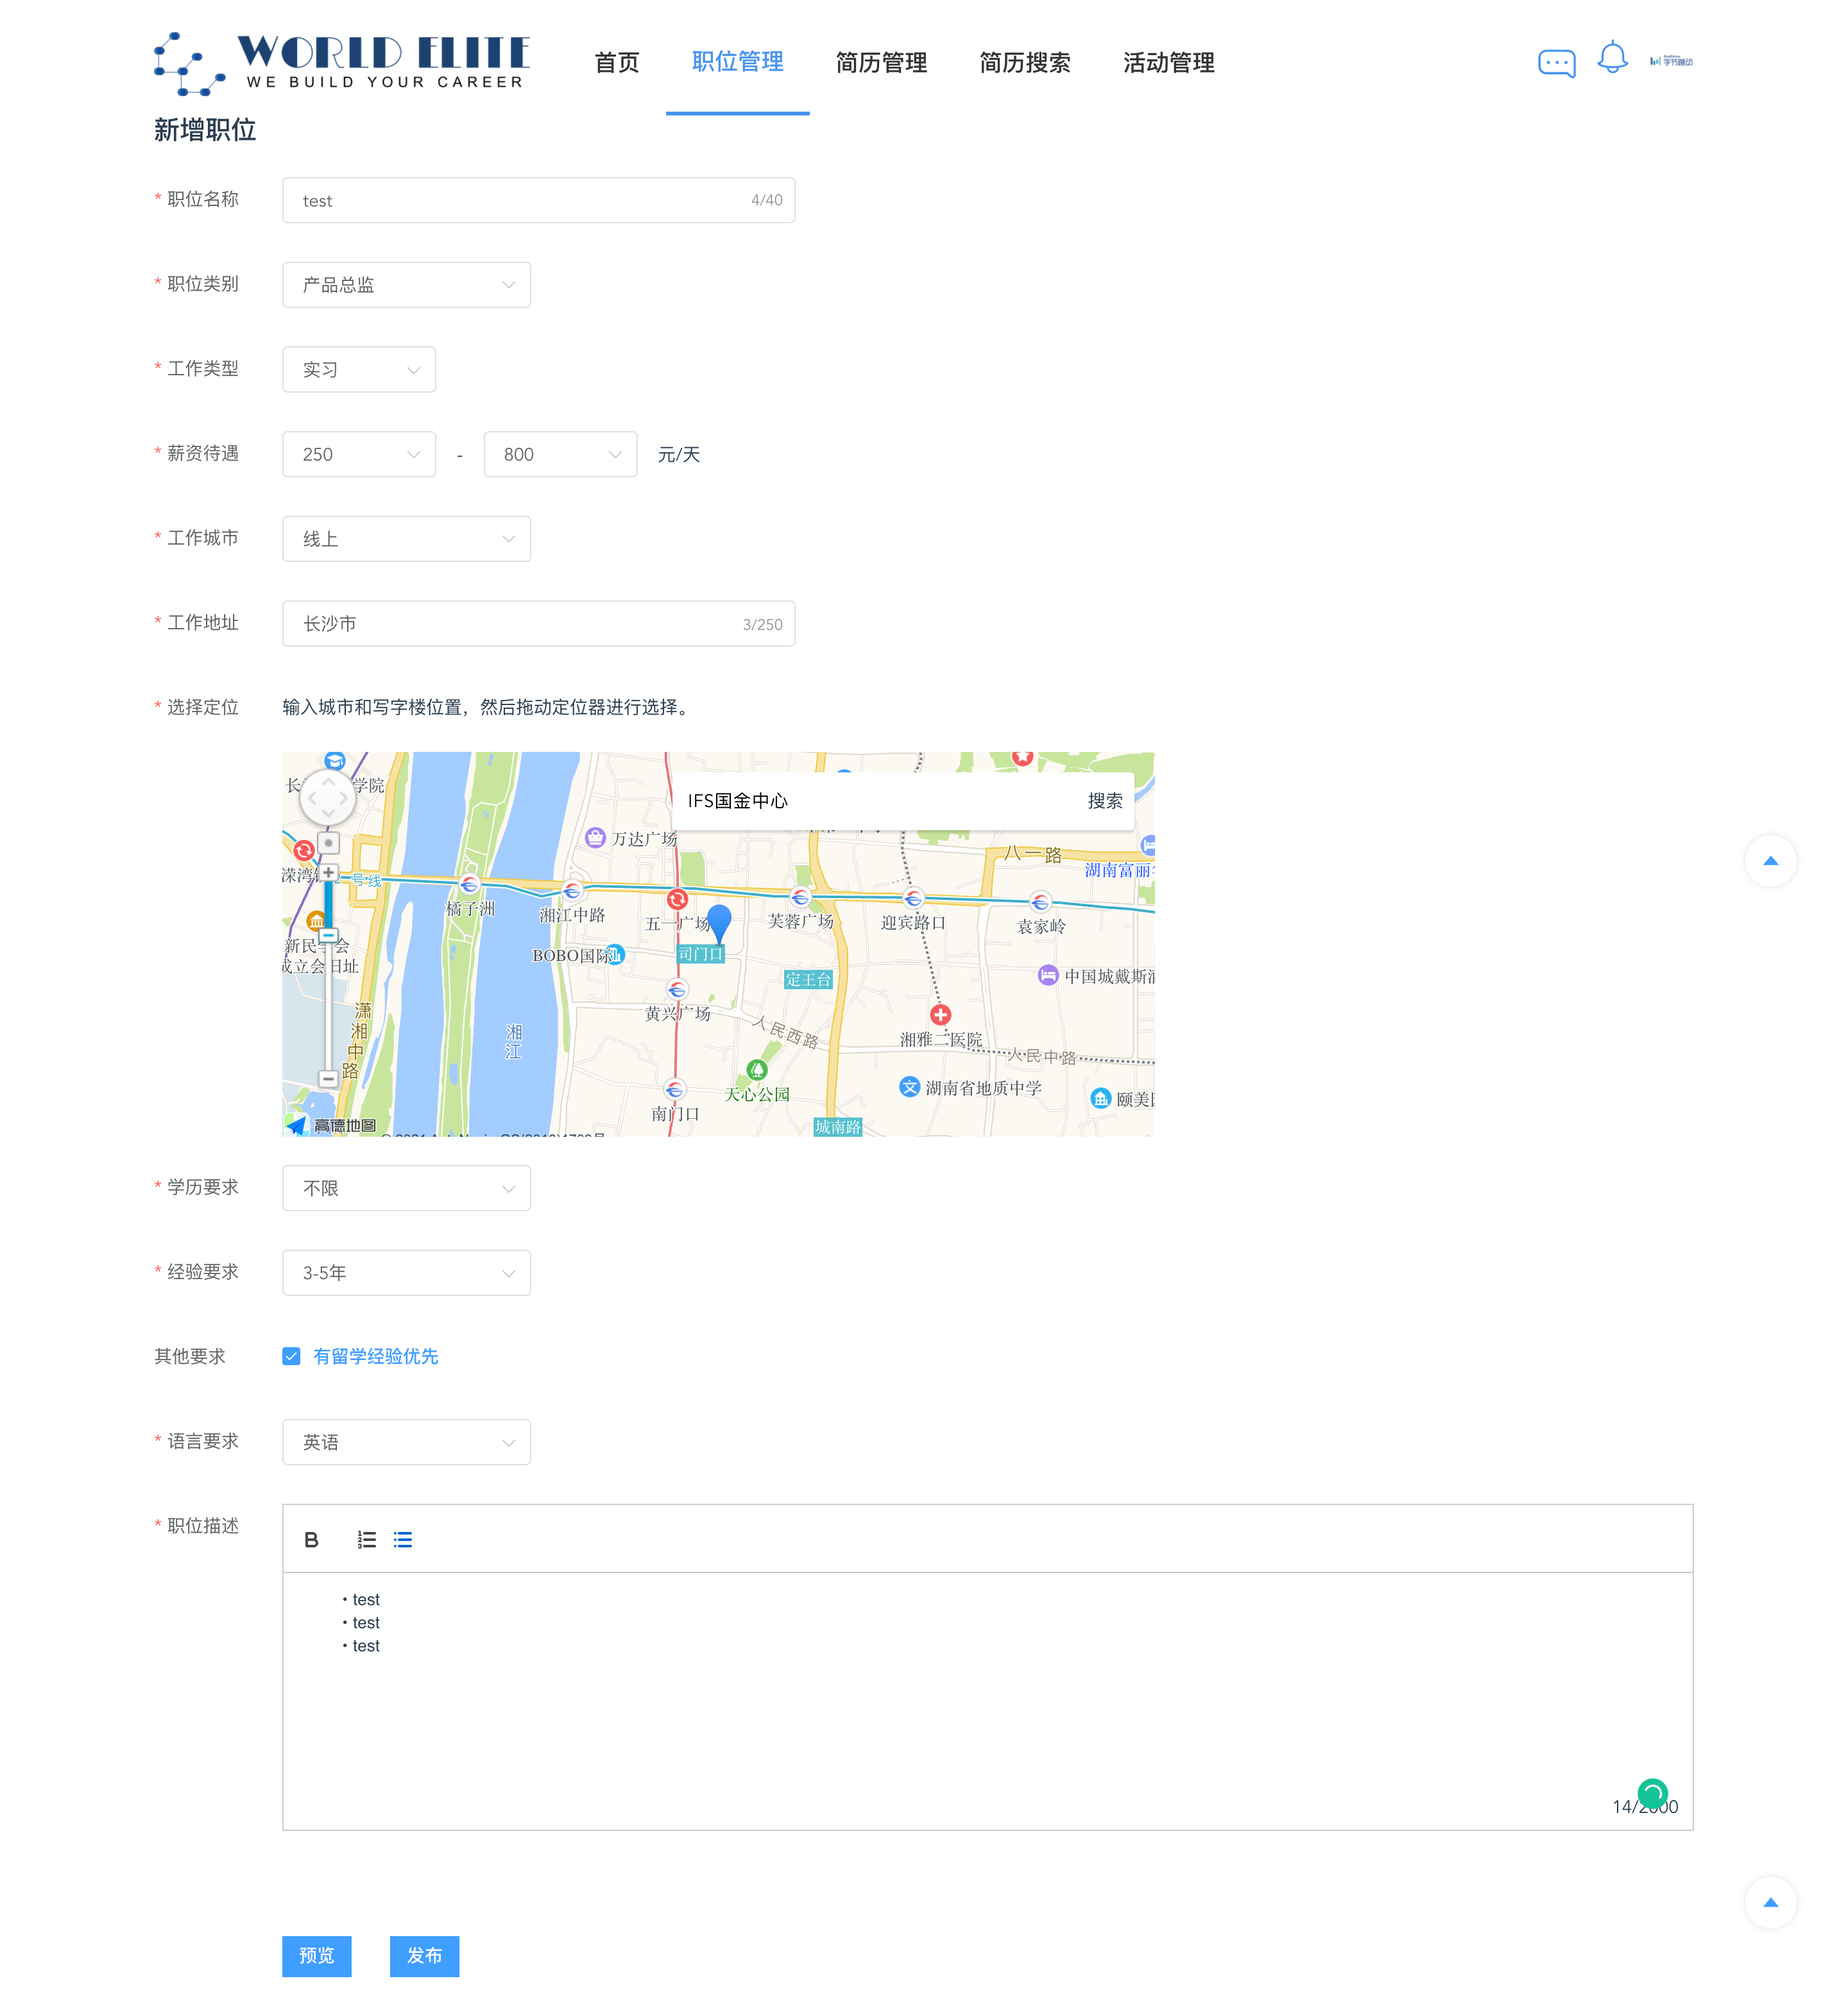 WORLD ELITE
WE BUILD YOUR CAREER
首页 职位管理 简历管理 简历搜索 活动管理
字节跳动
新增职位
* 职位名称 test 4/40
* 职位类别 产品总监
* 工作类型 实习
* 薪资待遇 250 - 800 元/天
* 工作城市 线上
* 工作地址 长沙市 3/250
* 选择定位 输入城市和写字楼位置，然后拖动定位器进行选择。
学院
IFS国金中心 搜索
万达广场
八一路
湖南富丽
号线
橘子洲
湘江中路
五一广场
芙蓉广场
迎宾路口
袁家岭
新民学会
成立会旧址
BOBO国际
司门口
定王台
中国城戴斯
潇湘中路
湘江
黄兴广场
人民西路
湘雅二医院
人民中路
天心公园
湖南省地质中学
颐美
南门口
高德地图
城南路
* 学历要求 不限
* 经验要求 3-5年
其他要求 有留学经验优先
* 语言要求 英语
* 职位描述
B
• test
• test
• test
14/2000
预览 发布